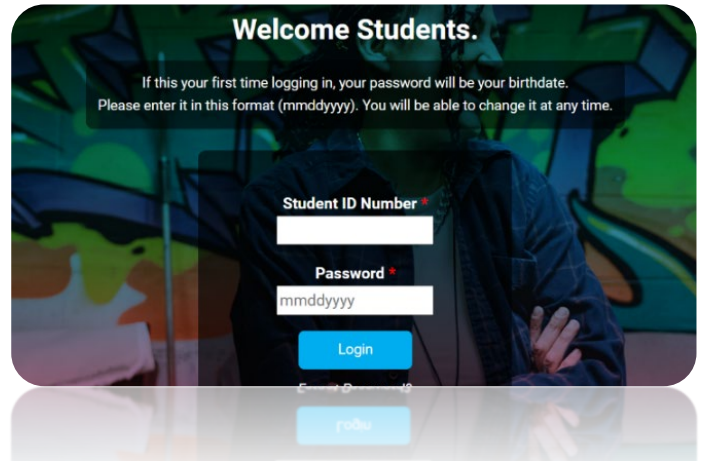 Welcome Students.
If this your first time logging in, your password will be your birthdate.
Please enter it in this format (mmddyyyy). You will be able to change it at any time.
Student ID Number *
Password *
mmddyyyy
Login